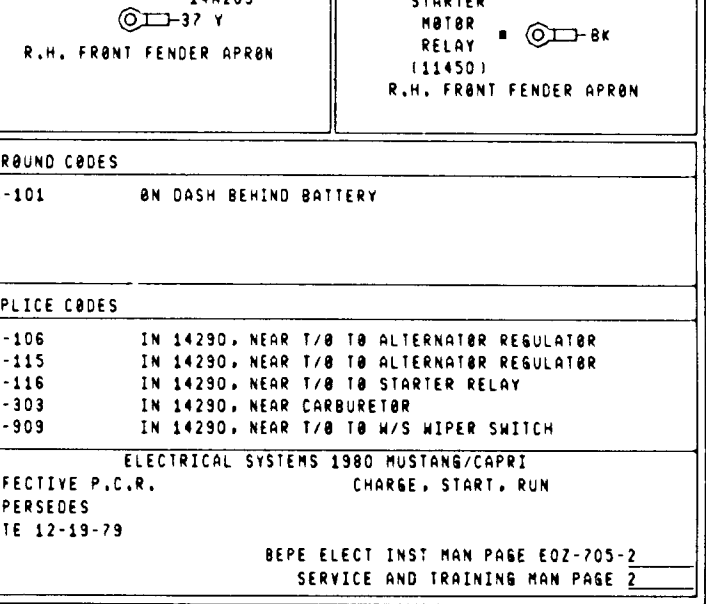 STARTER
37 Y
MOTOR
BK
RELAY
R.H. FRONT FENDER APRON
(11450)
R.H. FRONT FENDER APRON
ROUND CODES
-101 ON DASH BEHIND BATTERY
PLICE CODES
-106 IN 14290, NEAR T/O TO ALTERNATOR REGULATOR
-115 IN 14290, NEAR T/O TO ALTERNATOR REGULATOR
-116 IN 14290, NEAR T/O TO STARTER RELAY
-303 IN 14290, NEAR CARBURETOR
-909 IN 14290, NEAR T/O TO W/S WIPER SWITCH
ELECTRICAL SYSTEMS 1980 MUSTANG/CAPRI
FECTIVE P.C.R. CHARGE, START, RUN
PERSEDES
TE 12-19-79
BEPE ELECT INST MAN PAGE EOZ-705-2
SERVICE AND TRAINING MAN PAGE 2